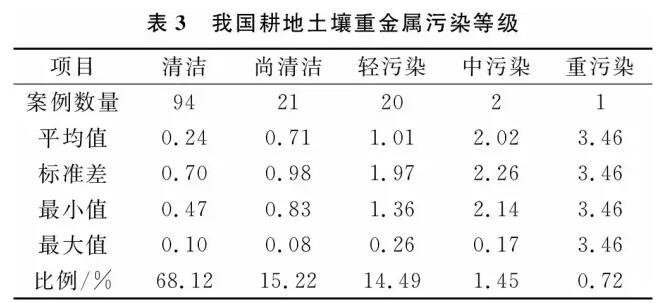 表 3 我国耕地土壤重金属污染等级
项目 清洁 尚清洁 轻污染 中污染 重污染
案例数量 94 21 20 2 1
平均值 0.24 0.71 1.01 2.02 3.46
标准差 0.70 0.98 1.97 2.26 3.46
最小值 0.47 0.83 1.36 2.14 3.46
最大值 0.10 0.08 0.26 0.17 3.46
比例/% 68.12 15.22 14.49 1.45 0.72